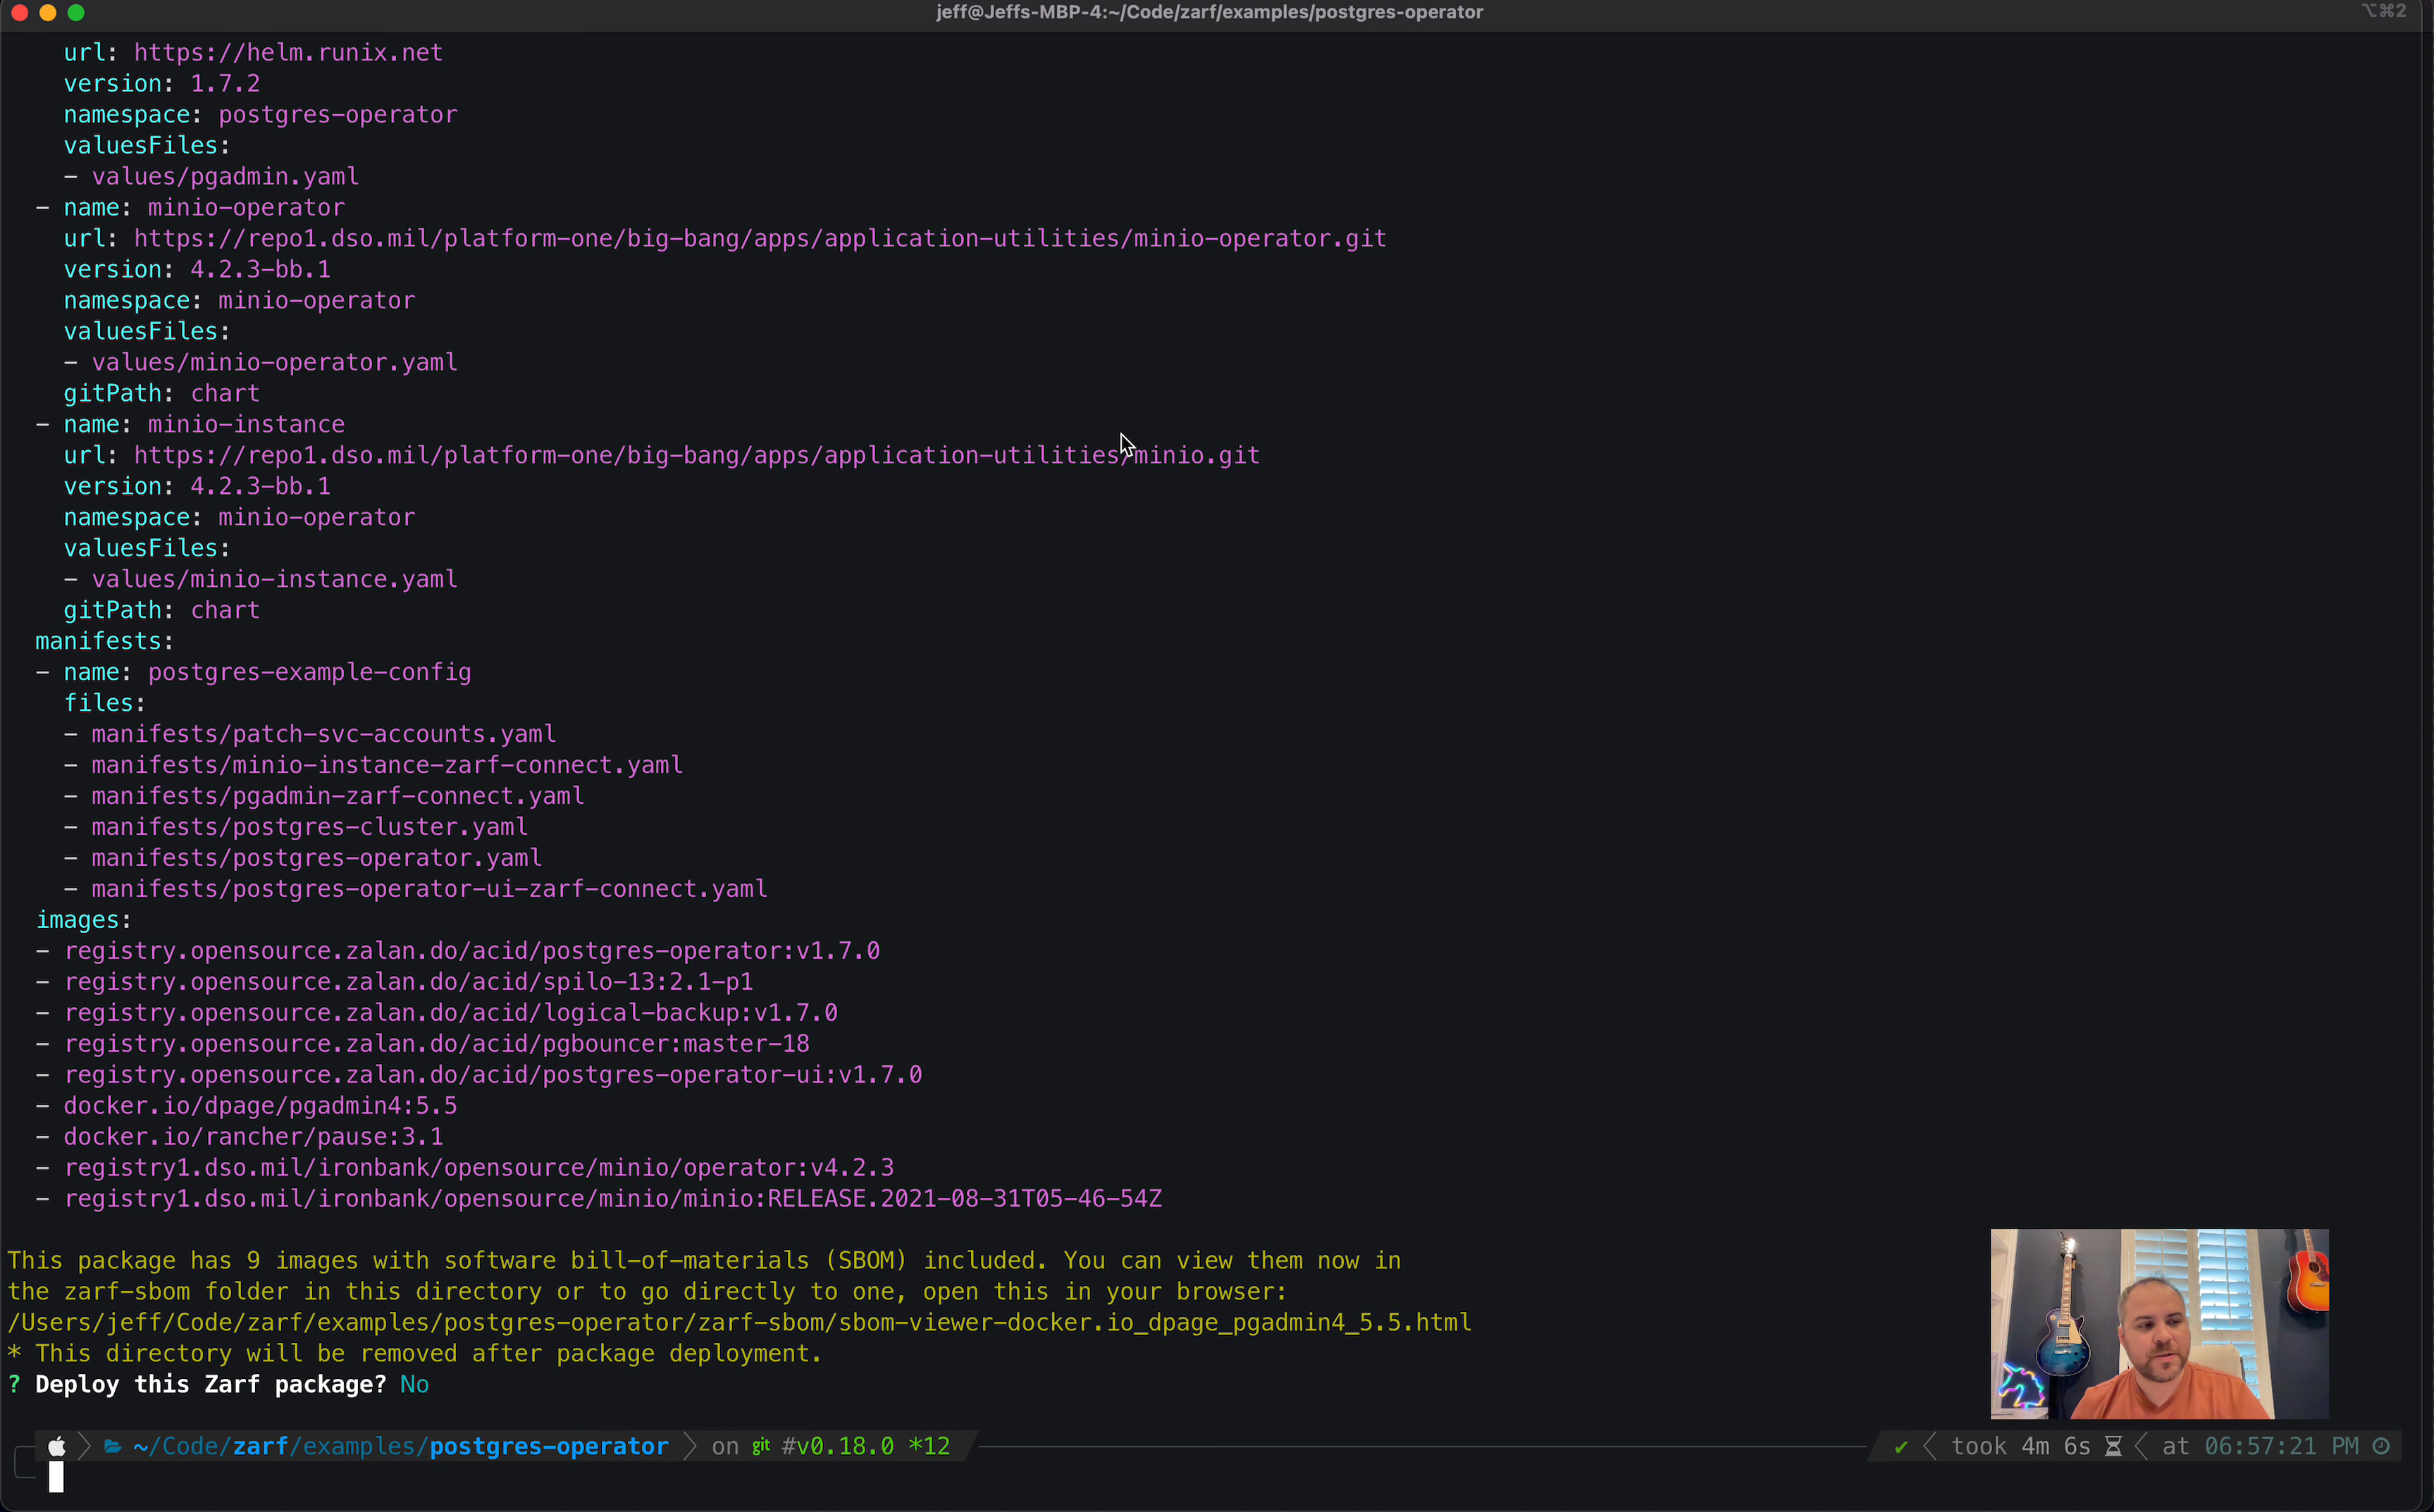 jeff@Jeffs-MBP-4:~/Code/zarf/examples/postgres-operator
⌥⌘2
url: https://helm.runix.net
version: 1.7.2
namespace: postgres-operator
valuesFiles:
- values/pgadmin.yaml
- name: minio-operator
url: https://repo1.dso.mil/platform-one/big-bang/apps/application-utilities/minio-operator.git
version: 4.2.3-bb.1
namespace: minio-operator
valuesFiles:
- values/minio-operator.yaml
gitPath: chart
- name: minio-instance
url: https://repo1.dso.mil/platform-one/big-bang/apps/application-utilities/minio.git
version: 4.2.3-bb.1
namespace: minio-operator
valuesFiles:
- values/minio-instance.yaml
gitPath: chart
manifests:
- name: postgres-example-config
files:
- manifests/patch-svc-accounts.yaml
- manifests/minio-instance-zarf-connect.yaml
- manifests/pgadmin-zarf-connect.yaml
- manifests/postgres-cluster.yaml
- manifests/postgres-operator.yaml
- manifests/postgres-operator-ui-zarf-connect.yaml
images:
- registry.opensource.zalan.do/acid/postgres-operator:v1.7.0
- registry.opensource.zalan.do/acid/spilo-13:2.1-p1
- registry.opensource.zalan.do/acid/logical-backup:v1.7.0
- registry.opensource.zalan.do/acid/pgbouncer:master-18
- registry.opensource.zalan.do/acid/postgres-operator-ui:v1.7.0
- docker.io/dpage/pgadmin4:5.5
- docker.io/rancher/pause:3.1
- registry1.dso.mil/ironbank/opensource/minio/operator:v4.2.3
- registry1.dso.mil/ironbank/opensource/minio/minio:RELEASE.2021-08-31T05-46-54Z
This package has 9 images with software bill-of-materials (SBOM) included. You can view them now in
the zarf-sbom folder in this directory or to go directly to one, open this in your browser:
/Users/jeff/Code/zarf/examples/postgres-operator/zarf-sbom/sbom-viewer-docker.io_dpage_pgadmin4_5.5.html
* This directory will be removed after package deployment.
? Deploy this Zarf package? No
~/Code/zarf/examples/postgres-operator on git #v0.18.0 *12 ✔ took 4m 6s at 06:57:21 PM